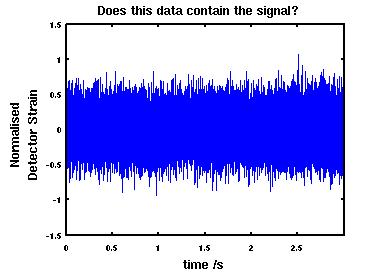 Does this data contain the signal?
1.5
1
0.5
0
-0.5
-1
-1.5
Normalised
Detector Strain
0 0.5 1 1.5 2 2.5
time /s